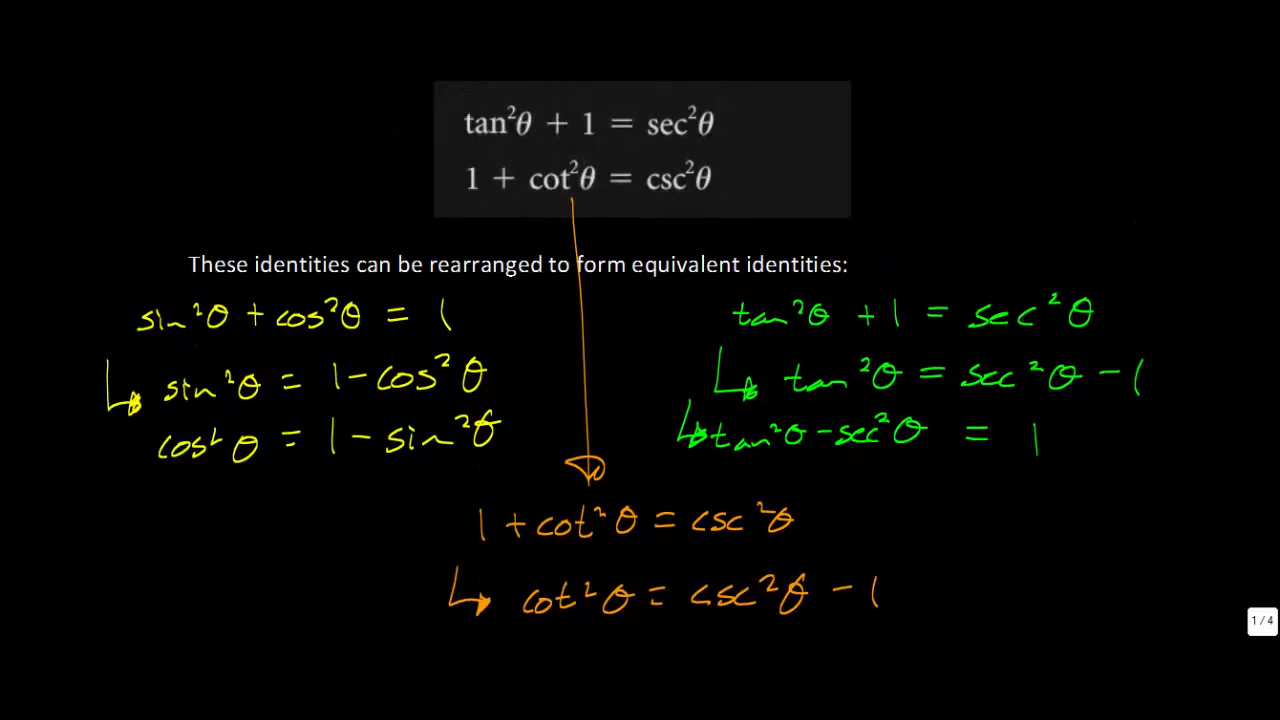 tan²θ + 1 = sec²θ
1 + cot²θ = csc²θ
These identities can be rearranged to form equivalent identities:
sin²θ + cos²θ = 1
sin²θ = 1 - cos²θ
cos²θ = 1 - sin²θ
tan²θ + 1 = sec²θ
tan²θ = sec²θ - 1
tan²θ - sec²θ = 1
1 + cot²θ = csc²θ
cot²θ = csc²θ - 1
1 / 4